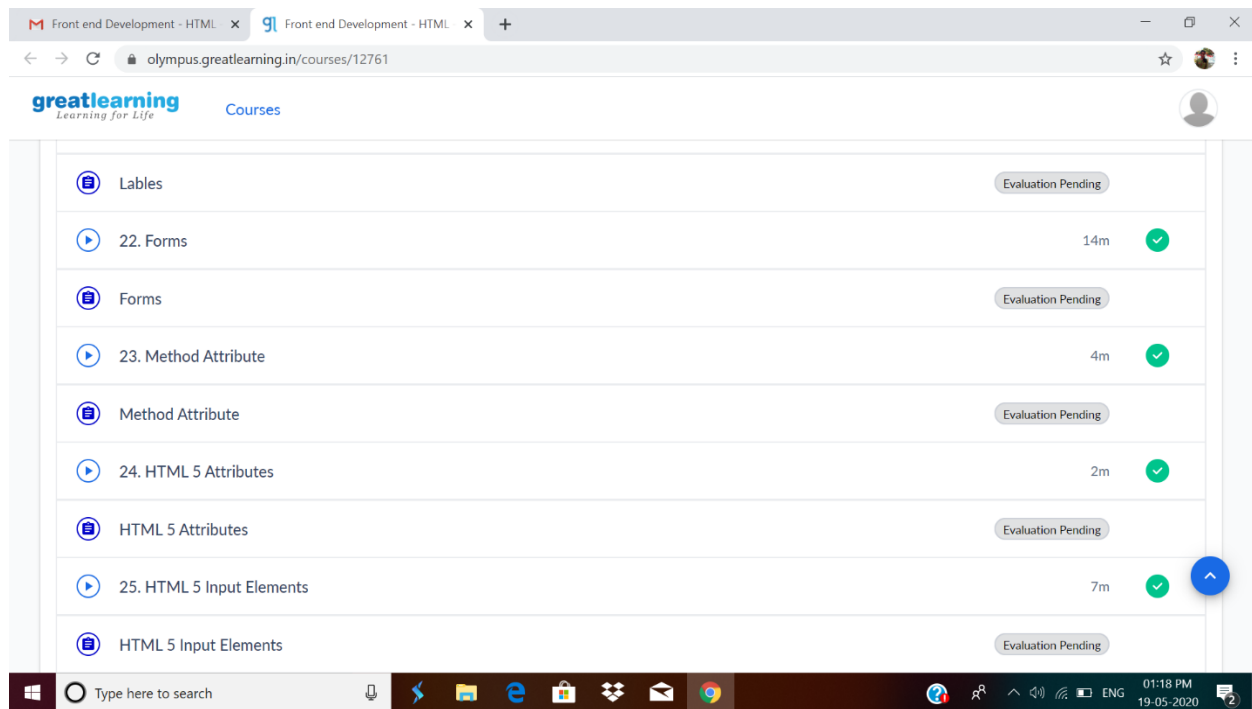 Front end Development - HTML
Front end Development - HTML
olympus.greatlearning.in/courses/12761
greatlearning
Learning for Life
Courses
Lables
Evaluation Pending
22. Forms
14m
Forms
Evaluation Pending
23. Method Attribute
4m
Method Attribute
Evaluation Pending
24. HTML 5 Attributes
2m
HTML 5 Attributes
Evaluation Pending
25. HTML 5 Input Elements
7m
HTML 5 Input Elements
Evaluation Pending
Type here to search
ENG
01:18 PM
19-05-2020
2